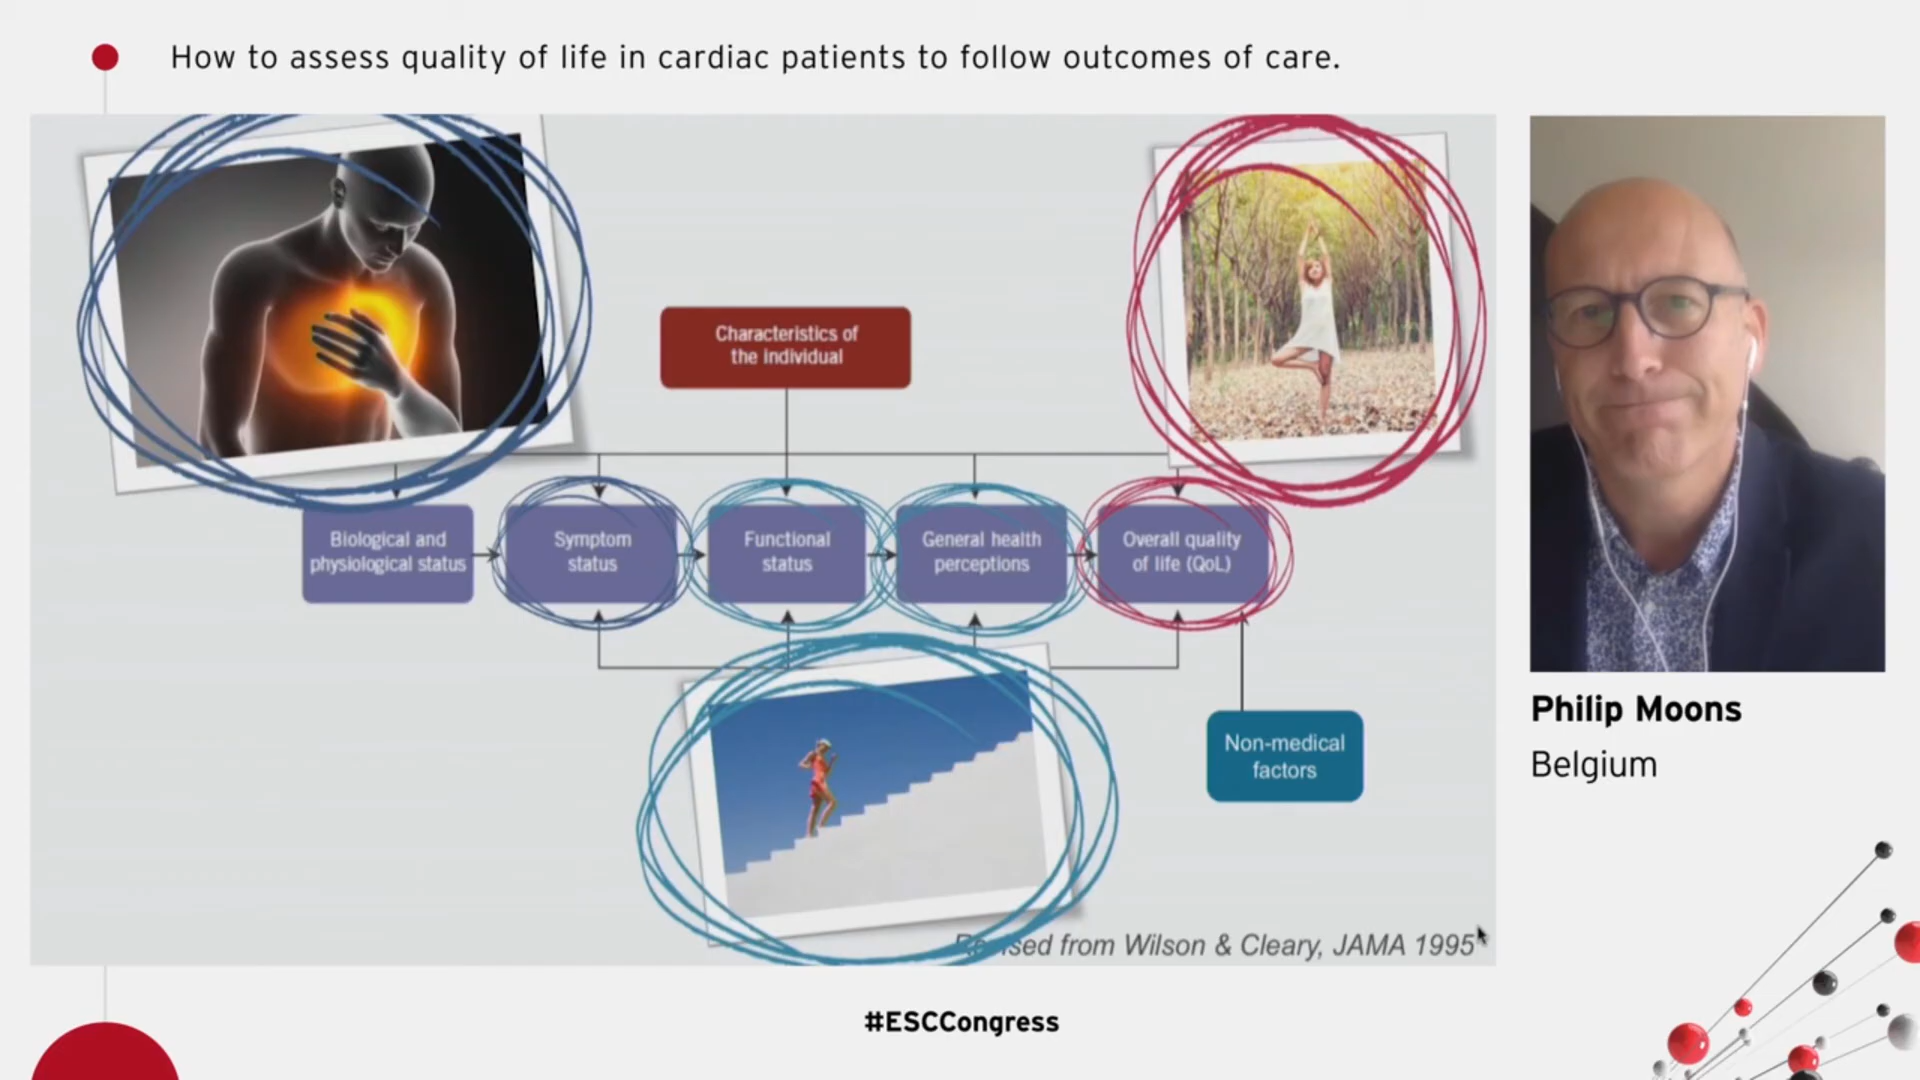 How to assess quality of life in cardiac patients to follow outcomes of care.
Characteristics of
the individual
Biological and
physiological status
Symptom
status
Functional
status
General health
perceptions
Overall quality
of life (QoL)
Non-medical
factors
from Wilson & Cleary, JAMA 1995
Philip Moons
Belgium
#ESCCongress